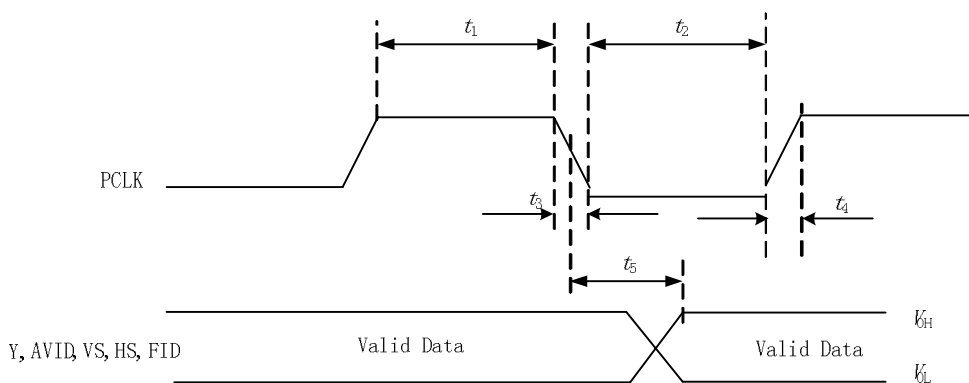 t1
t2
PCLK
t3
t4
t5
VOH
Y, AVID, VS, HS, FID
Valid Data
Valid Data
VOL